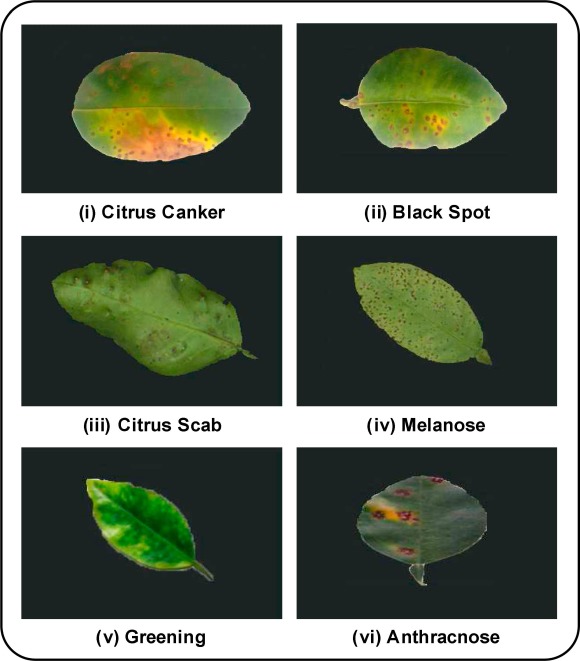 (i) Citrus Canker
(ii) Black Spot
(iii) Citrus Scab
(iv) Melanose
(v) Greening
(vi) Anthracnose